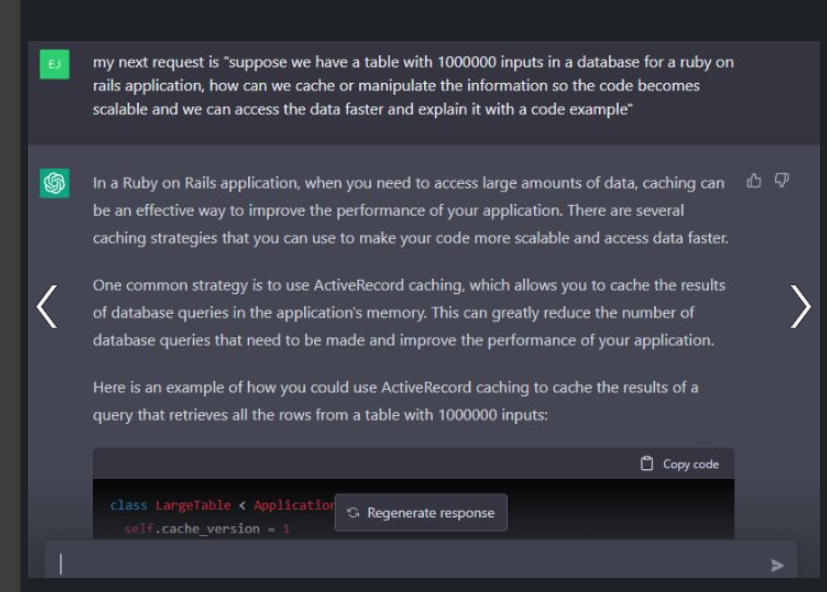 EJ
my next request is "suppose we have a table with 1000000 inputs in a database for a ruby on
rails application, how can we cache or manipulate the information so the code becomes
scalable and we can access the data faster and explain it with a code example"
In a Ruby on Rails application, when you need to access large amounts of data, caching can
be an effective way to improve the performance of your application. There are several
caching strategies that you can use to make your code more scalable and access data faster.
One common strategy is to use ActiveRecord caching, which allows you to cache the results
of database queries in the application's memory. This can greatly reduce the number of
database queries that need to be made and improve the performance of your application.
Here is an example of how you could use ActiveRecord caching to cache the results of a
query that retrieves all the rows from a table with 1000000 inputs:
Copy code
class LargeTable < Application
Regenerate response
self.cache_version = 1